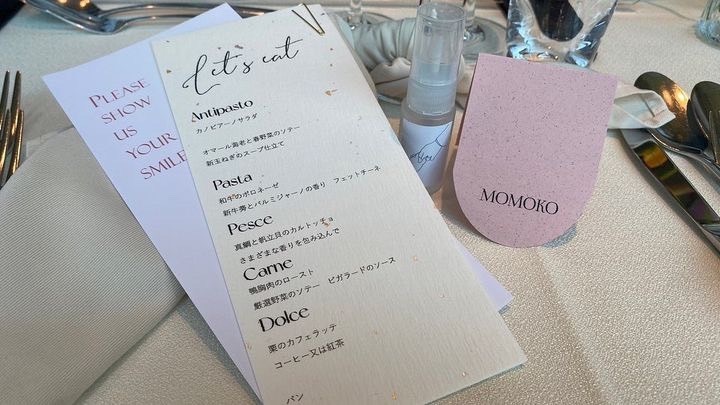 PLEASE
SHOW
US
YOUR
SMILE
Let's eat
Antipasto
カノビアーノサラダ
オマール海老と春野菜のソテー
新玉ねぎのスープ仕立て
Pasta
和牛のボロネーゼ
新牛蒡とパルミジャーノの香り フェットチーネ
Pesce
真鯛と帆立貝のカルトッチョ
さまざまな香りを包み込んで
Carne
鴨胸肉のロースト
厳選野菜のソテー ビガラードのソース
Dolce
栗のカフェラッテ
コーヒー又は紅茶
パン
MOMOKO